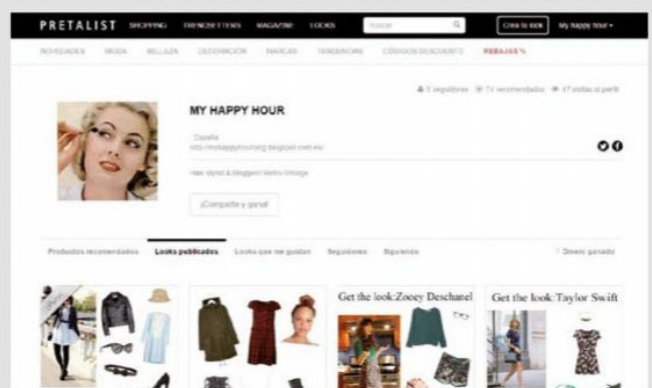 PRETALIST SHOPPING TRENDSETTERS MAGAZINE LOOKS Buscar Crea tu look My happy hour
NOVEDADES MODA BELLEZA DECORACIÓN MARCAS TENDENCIAS CÓDIGOS DESCUENTO REBAJAS %
5 seguidores 74 recomendados 47 visitas al perfil
MY HAPPY HOUR
España
¡Comparte y gana!
Productos recomendados Looks publicados Looks que me gustan Seguidores Siguiendo Dinero ganado
Get the look:Zooey Deschanel Get the look:Taylor Swift